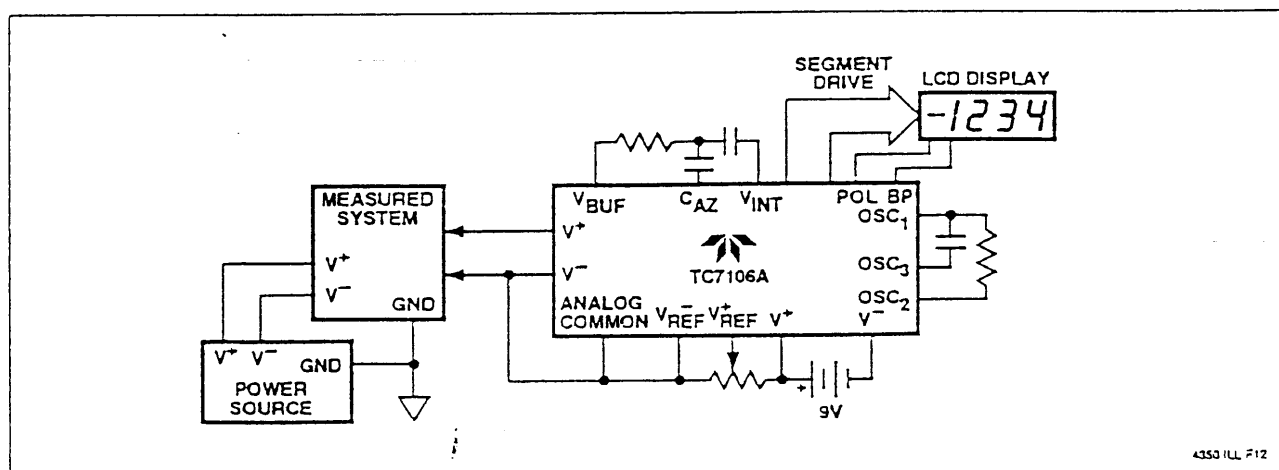 SEGMENT
DRIVE
LCD DISPLAY
-1234
MEASURED
SYSTEM
V+
V-
GND
V+ V- GND
POWER
SOURCE
VBUF CAZ VINT POL BP
V+
V-
TC7106A
OSC1
OSC3
OSC2
ANALOG
COMMON
V-REF V+REF V+ V-
+
9V
4350 ILL F12